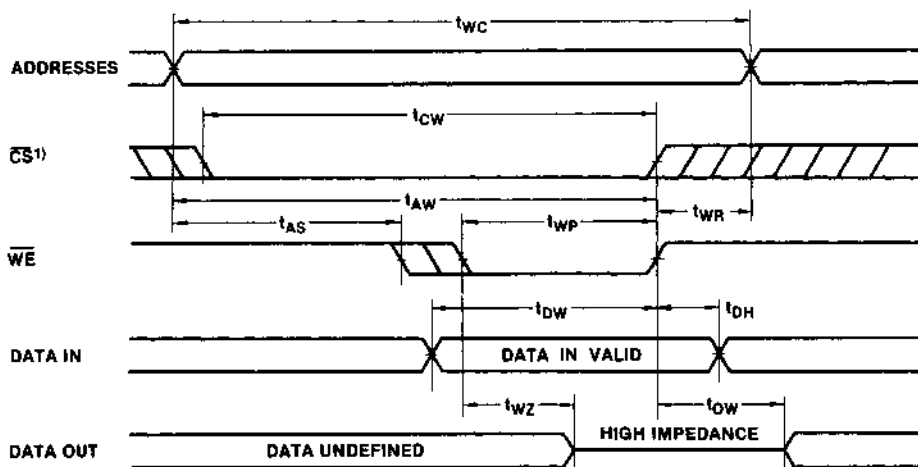 tWC
ADDRESSES
tCW
CS1)
tAW
tAS
tWP
tWR
WE
tDW
tDH
DATA IN
DATA IN VALID
tWZ
tOW
DATA OUT
DATA UNDEFINED
HIGH IMPEDANCE